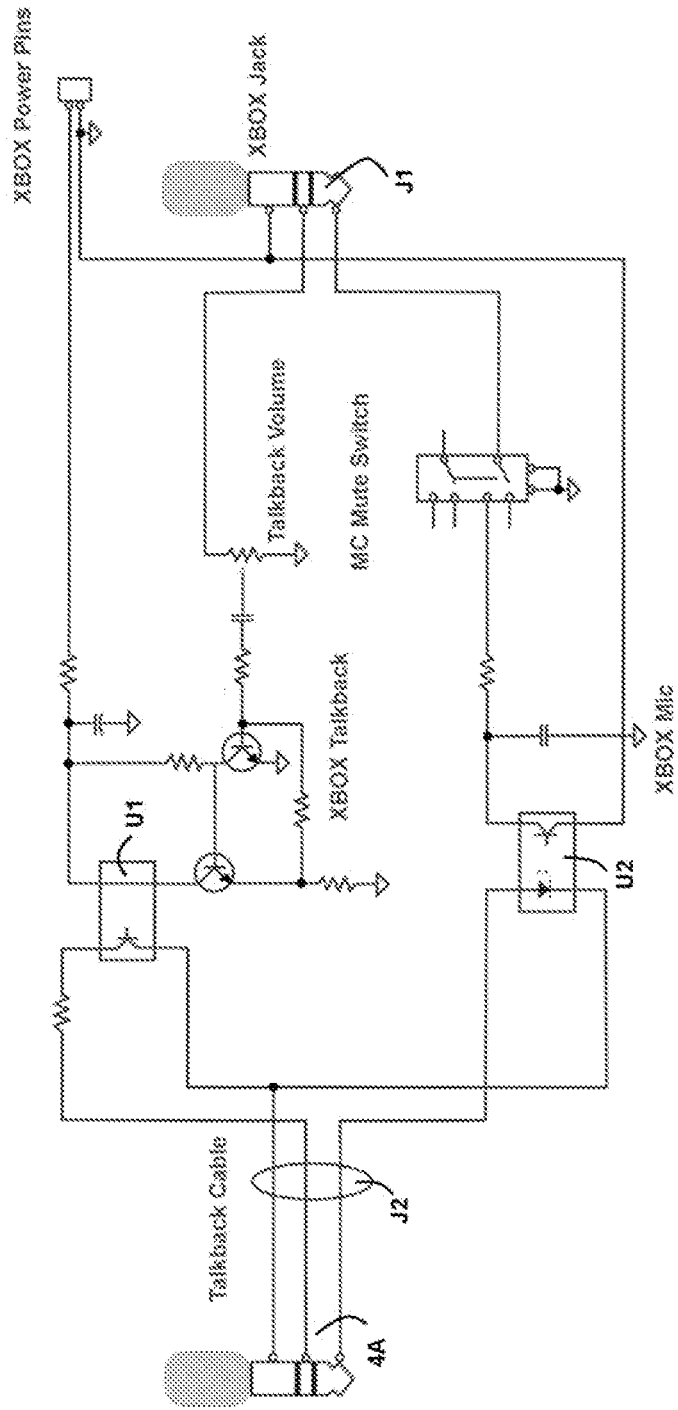 XBOX Power Pins
XBOX Jack
J1
Talkback Volume
MC Mute Switch
U1
XBOX Talkback
XBOX Mic
U2
Talkback Cable
J2
4A